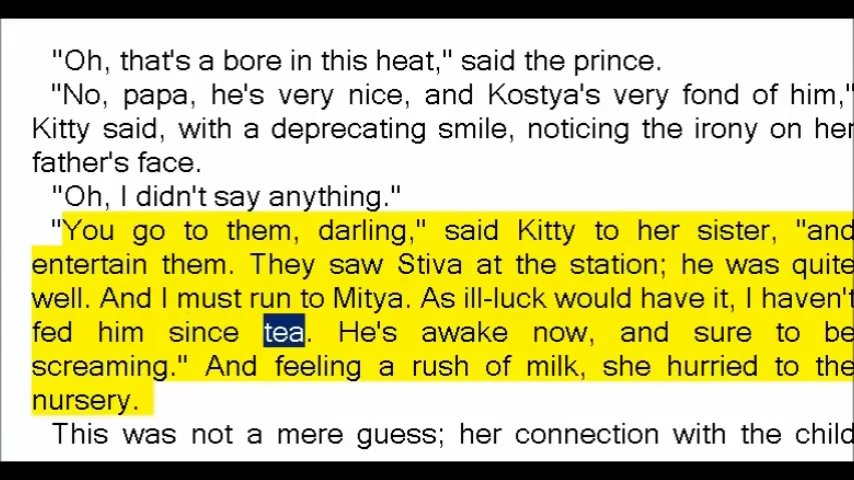 "Oh, that's a bore in this heat," said the prince.
"No, papa, he's very nice, and Kostya's very fond of him,"
Kitty said, with a deprecating smile, noticing the irony on her
father's face.
"Oh, I didn't say anything."
"You go to them, darling," said Kitty to her sister, "and
entertain them. They saw Stiva at the station; he was quite
well. And I must run to Mitya. As ill-luck would have it, I haven't
fed him since tea. He's awake now, and sure to be
screaming." And feeling a rush of milk, she hurried to the
nursery.
This was not a mere guess; her connection with the child